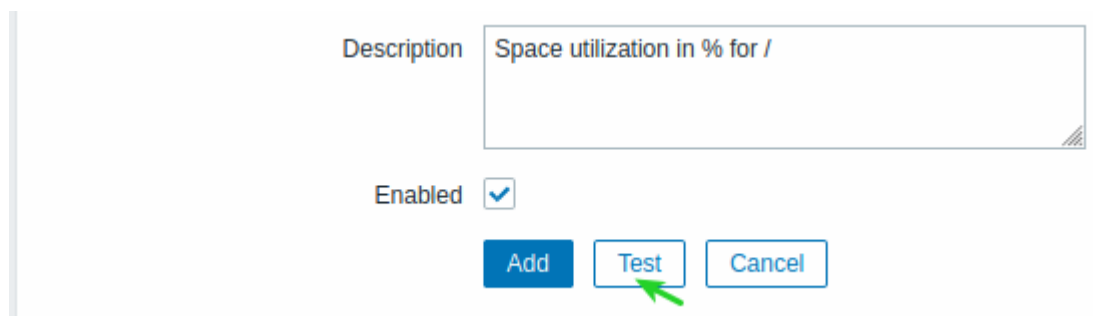 Description Space utilization in % for /
Enabled
Add Test Cancel